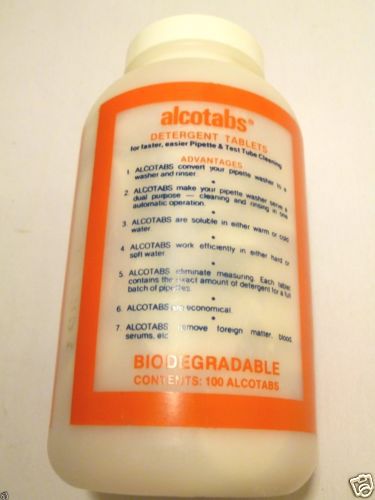 alcotabs®
DETERGENT TABLETS
for faster, easier Pipette & Test Tube Cleaning
ADVANTAGES
1. ALCOTABS convert your pipette washer to a
washer and rinser.
*
2. ALCOTABS make your pipette washer serve a
dual purpose — cleaning and rinsing in one
automatic operation.
*
3. ALCOTABS are soluble in either warm or cold
water.
*
4. ALCOTABS work efficiently in either hard or
soft water.
*
5. ALCOTABS eliminate measuring. Each tablet
contains the exact amount of detergent for a full
batch of pipettes.
*
6. ALCOTABS are economical.
*
7. ALCOTABS remove foreign matter, blood
serums, etc.
BIODEGRADABLE
CONTENTS: 100 ALCOTABS